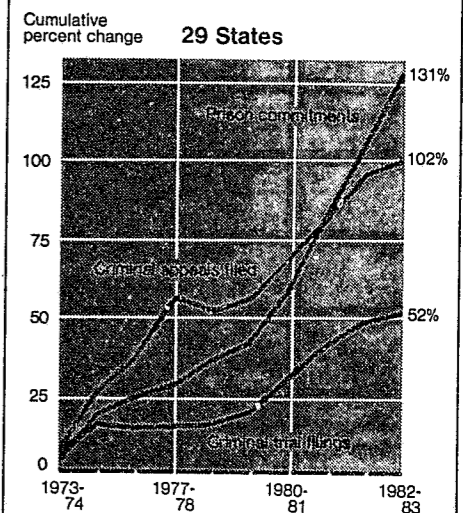 Cumulative
percent change
29 States
125
131%
Prison commitments
100
102%
75
Criminal appeals filed
50
52%
25
Criminal trial filings
0
1973-
74
1977-
78
1980-
81
1982-
83